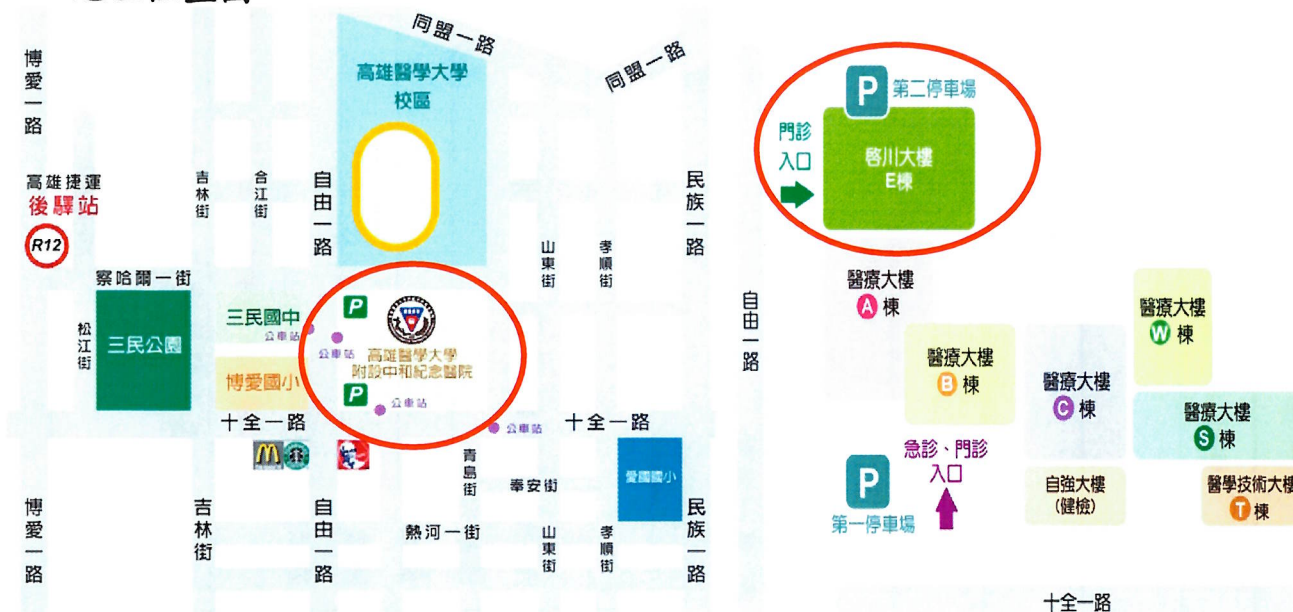 同盟一路
同盟一路
博愛一路
高雄醫學大學
校區
高雄捷運
後驛站
R12
吉林街
合江街
自由一路
民族一路
山東街
孝順街
察哈爾一街
松江街
三民公園
三民國中
公車站
公車站
博愛國小
P
高雄醫學大學
附設中和紀念醫院
P
公車站
十全一路
公車站
十全一路
青島街
奉安街
愛國國小
博愛一路
吉林街
自由一路
熱河一街
山東街
孝順街
民族一路
P
第二停車場
門診
入口
啓川大樓
E棟
自由一路
醫療大樓
A 棟
醫療大樓
B 棟
醫療大樓
C 棟
醫療大樓
W 棟
醫療大樓
S 棟
急診、門診
入口
P
第一停車場
自強大樓
(健檢)
醫學技術大樓
T 棟
十全一路